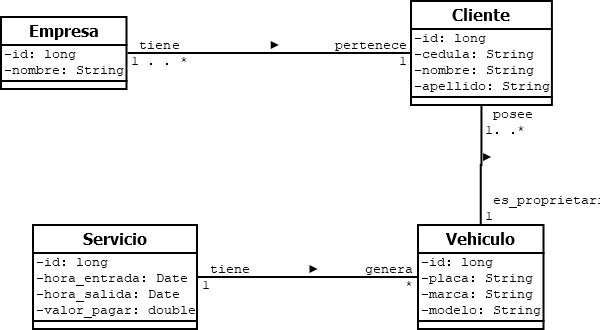 Empresa
-id: long
-nombre: String
tiene
pertenece
1 . . *
1
Cliente
-id: long
-cedula: String
-nombre: String
-apellido: String
posee
1. .*
es_proprietari
1
Servicio
-id: long
-hora_entrada: Date
-hora_salida: Date
-valor_pagar: double
tiene
genera
1
*
Vehiculo
-id: long
-placa: String
-marca: String
-modelo: String